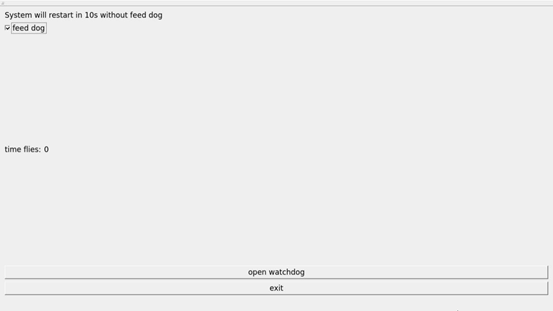 System will restart in 10s without feed dog
feed dog
time flies: 0
open watchdog
exit